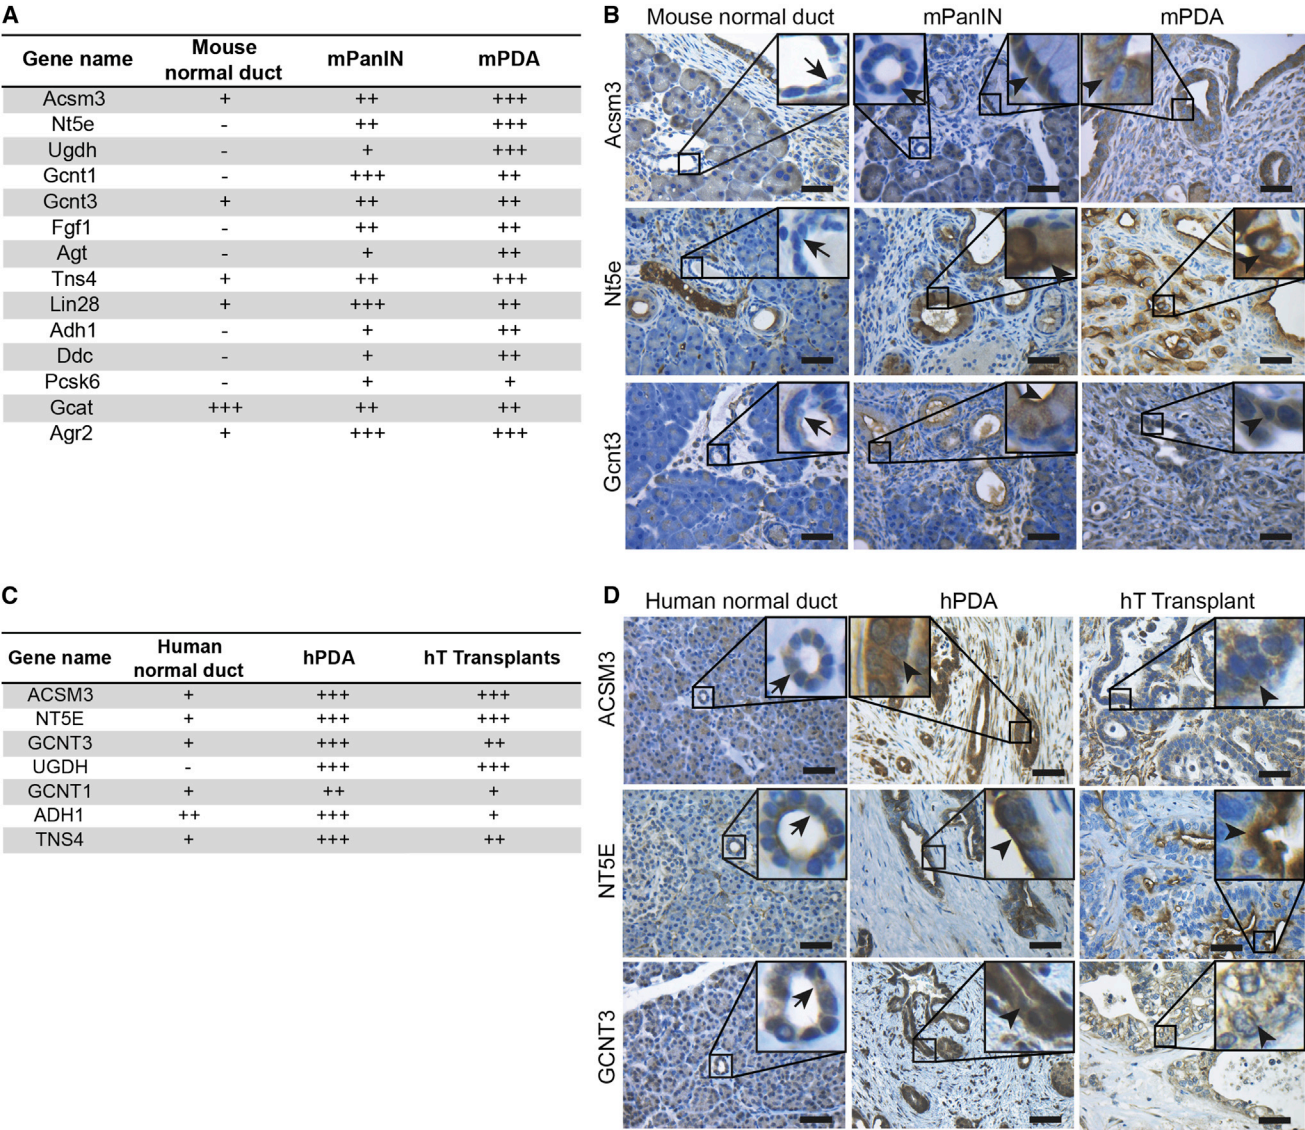 A
Gene name Mouse normal duct mPanIN mPDA
Acsm3 + ++ +++
Nt5e - ++ +++
Ugdh - + +++
Gcnt1 - +++ ++
Gcnt3 + ++ ++
Fgf1 - ++ ++
Agt - + ++
Tns4 + ++ +++
Lin28 + +++ ++
Adh1 - + ++
Ddc - + ++
Pcsk6 - + +
Gcat +++ ++ ++
Agr2 + +++ +++
B
Mouse normal duct mPanIN mPDA
Acsm3
Nt5e
Gcnt3
C
Gene name Human normal duct hPDA hT Transplants
ACSM3 + +++ +++
NT5E + +++ +++
GCNT3 + +++ ++
UGDH - +++ +++
GCNT1 + ++ +
ADH1 ++ +++ +
TNS4 + +++ ++
D
Human normal duct hPDA hT Transplant
ACSM3
NT5E
GCNT3